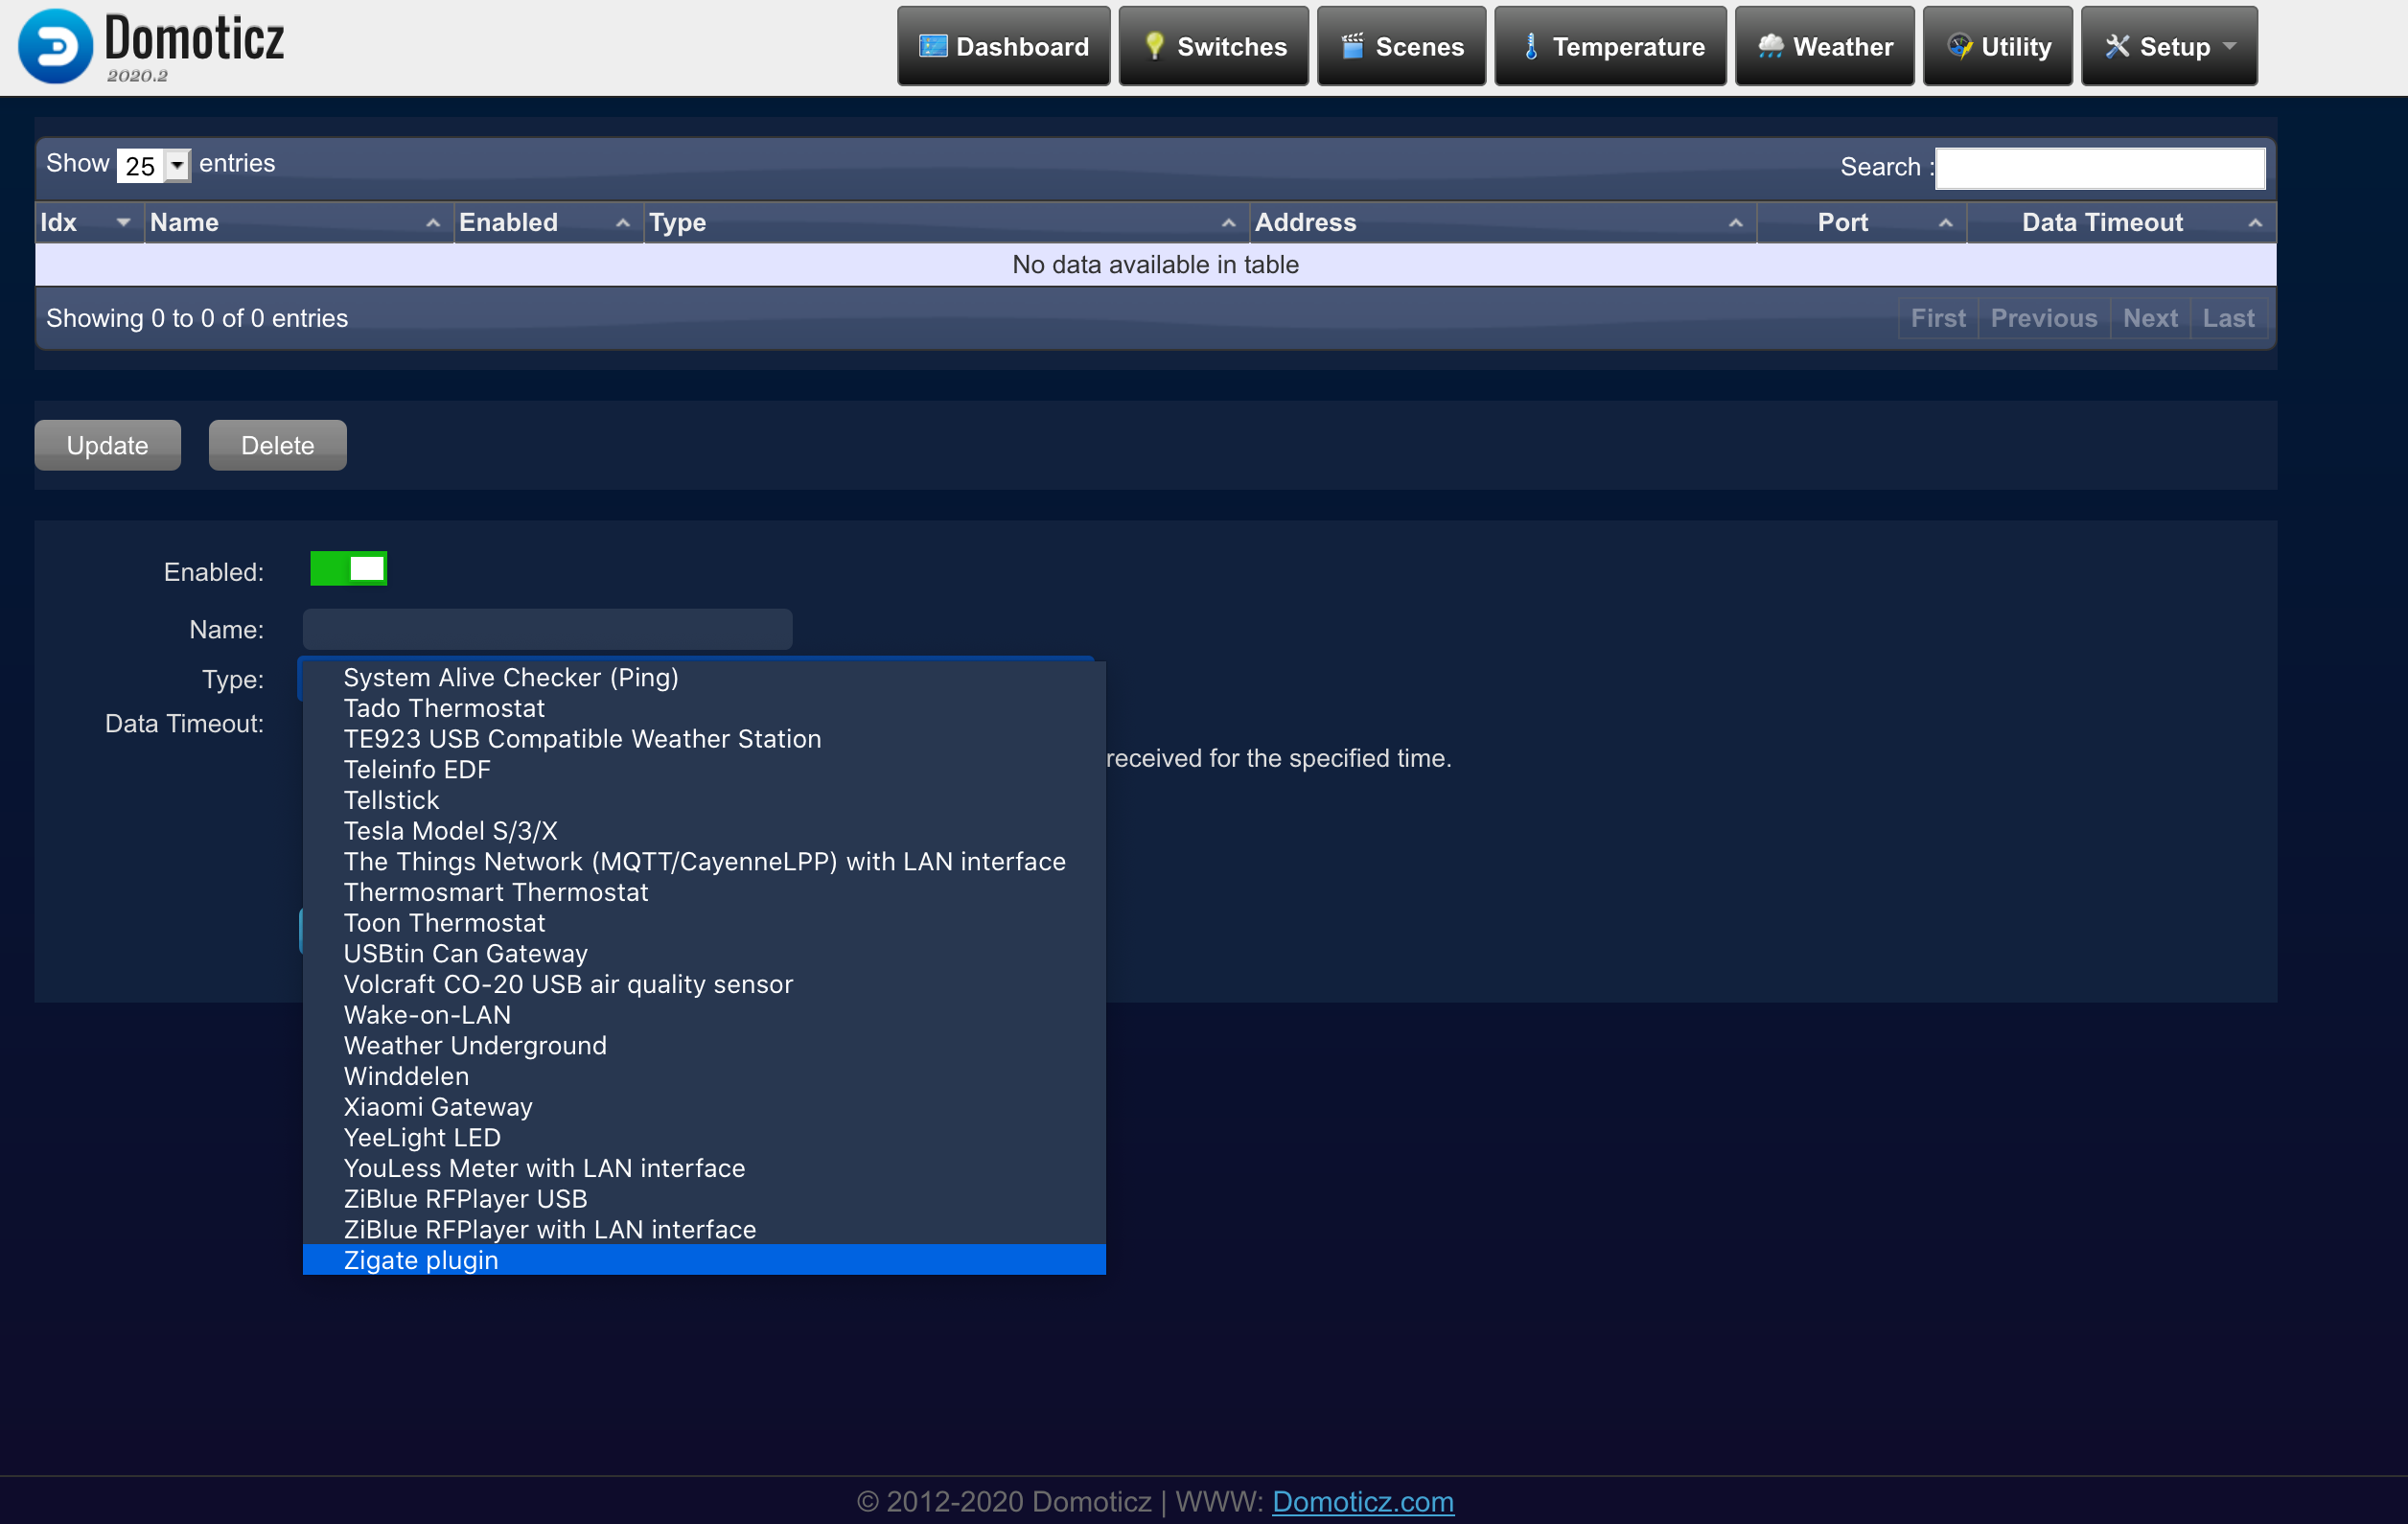 Domoticz
2020.2
Dashboard Switches Scenes Temperature Weather Utility Setup
Show 25 entries Search :
Idx Name Enabled Type Address Port Data Timeout
No data available in table
Showing 0 to 0 of 0 entries First Previous Next Last
Update Delete
Enabled:
Name:
Type:
Data Timeout:
System Alive Checker (Ping)
Tado Thermostat
TE923 USB Compatible Weather Station
received for the specified time.
Teleinfo EDF
Tellstick
Tesla Model S/3/X
The Things Network (MQTT/CayenneLPP) with LAN interface
Thermosmart Thermostat
Toon Thermostat
USBtin Can Gateway
Volcraft CO-20 USB air quality sensor
Wake-on-LAN
Weather Underground
Winddelen
Xiaomi Gateway
YeeLight LED
YouLess Meter with LAN interface
ZiBlue RFPlayer USB
ZiBlue RFPlayer with LAN interface
Zigate plugin
© 2012-2020 Domoticz | WWW: Domoticz.com